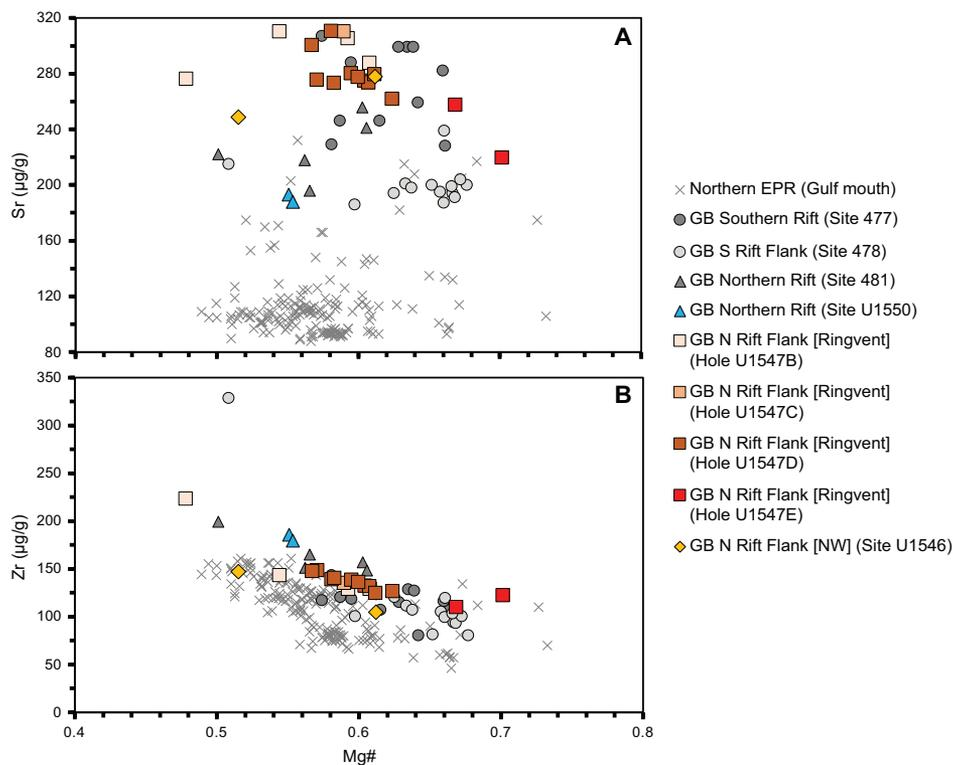 A
320
280
240
200
160
120
80
Sr (µg/g)
B
350
300
250
200
150
100
50
0
Zr (µg/g)
0.4 0.5 0.6 0.7 0.8
Mg#
Northern EPR (Gulf mouth)
GB Southern Rift (Site 477)
GB S Rift Flank (Site 478)
GB Northern Rift (Site 481)
GB Northern Rift (Site U1550)
GB N Rift Flank [Ringvent]
(Hole U1547B)
GB N Rift Flank [Ringvent]
(Hole U1547C)
GB N Rift Flank [Ringvent]
(Hole U1547D)
GB N Rift Flank [Ringvent]
(Hole U1547E)
GB N Rift Flank [NW] (Site U1546)